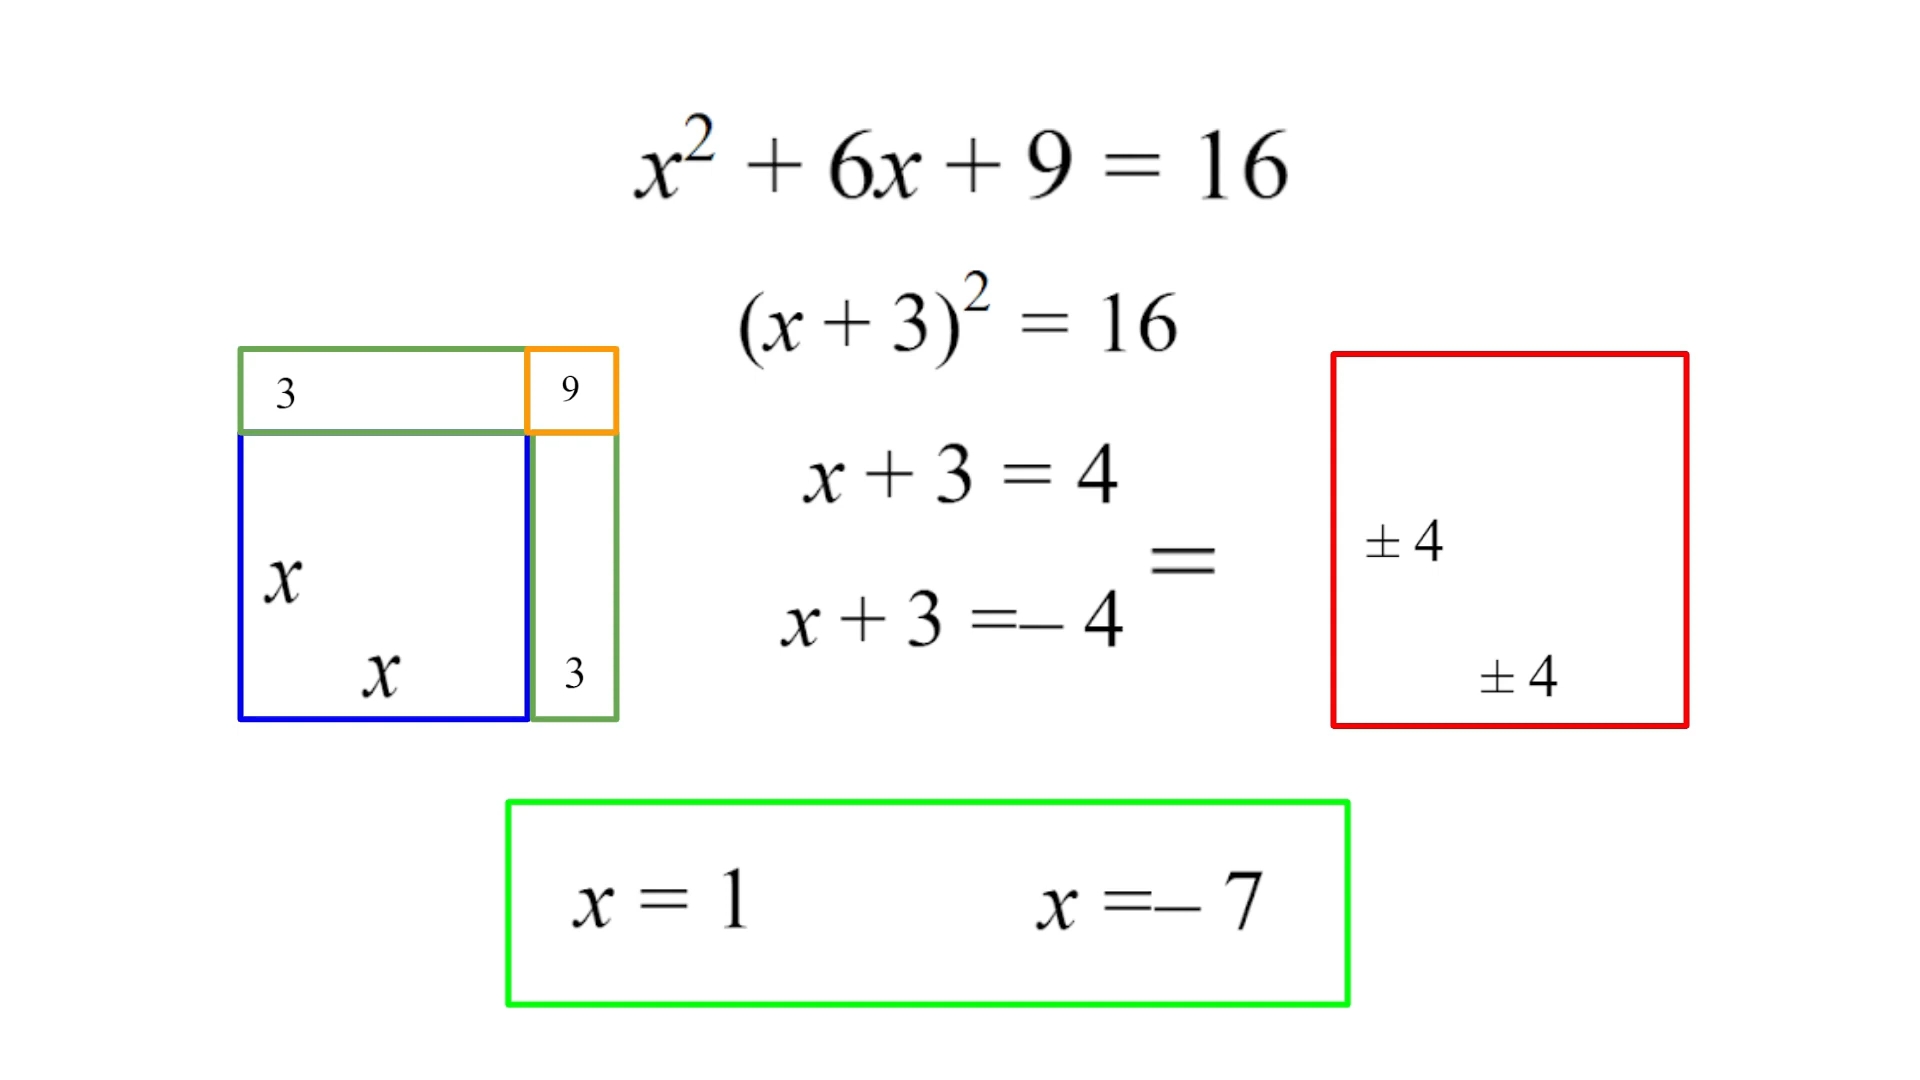 x² + 6x + 9 = 16
(x + 3)² = 16
3
9
x
x
3
x + 3 = 4
x + 3 =– 4
=
± 4
± 4
x = 1
x =– 7